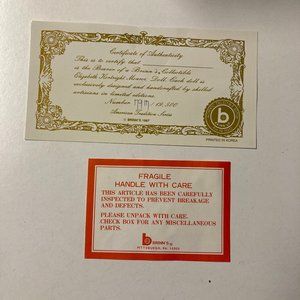 Certificate of Authenticity
This is to certify that
is the Bearer of a Brinn's Collectible
Elizabeth Kortright Monroe Doll. Each doll is
exclusively designed and handcrafted by skilled
artisans in limited editions.
Number / 12,500
American Tradition Series
© BRINN'S, 1987
b
PRINTED IN KOREA
FRAGILE
HANDLE WITH CARE
THIS ARTICLE HAS BEEN CAREFULLY
INSPECTED TO PREVENT BREAKAGE
AND DEFECTS.
PLEASE UNPACK WITH CARE.
CHECK BOX FOR ANY MISCELLANEOUS
PARTS.
b BRINN'S
PITTSBURGH, PA.